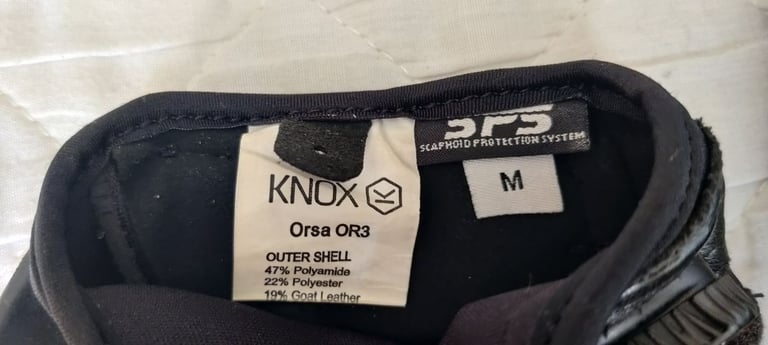 KNOX
Orsa OR3
OUTER SHELL
47% Polyamide
22% Polyester
19% Goat Leather
SPS
SCAPHOID PROTECTION SYSTEM
M